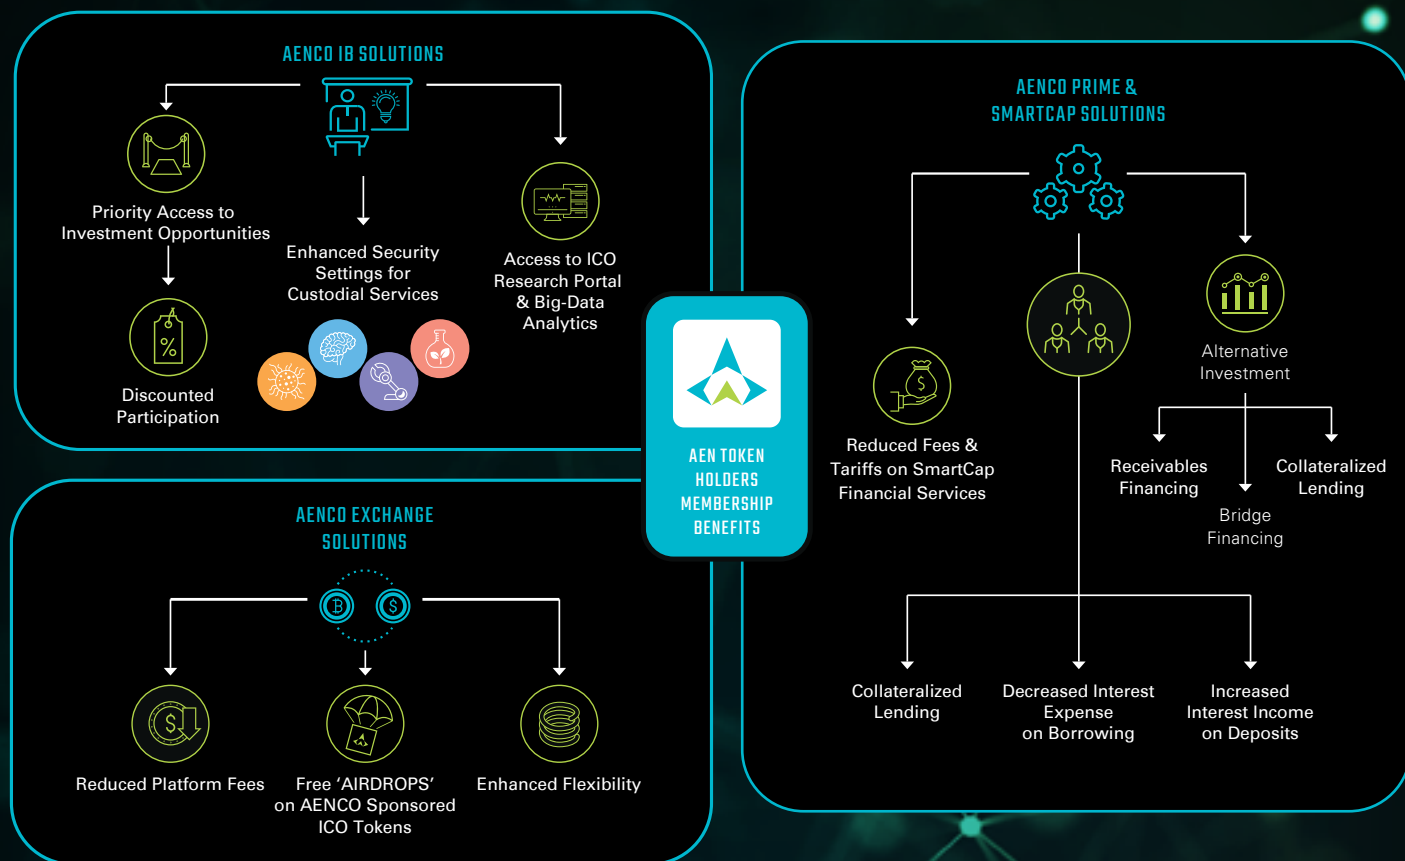 AENCO IB SOLUTIONS
Priority Access to
Investment Opportunities
Discounted
Participation
Enhanced Security
Settings for
Custodial Services
Access to ICO
Research Portal
& Big-Data
Analytics
AEN TOKEN
HOLDERS
MEMBERSHIP
BENEFITS
AENCO EXCHANGE
SOLUTIONS
Reduced Platform Fees
Free ‘AIRDROPS’
on AENCO Sponsored
ICO Tokens
Enhanced Flexibility
AENCO PRIME &
SMARTCAP SOLUTIONS
Reduced Fees &
Tariffs on SmartCap
Financial Services
Alternative
Investment
Receivables
Financing
Bridge
Financing
Collateralized
Lending
Collateralized
Lending
Decreased Interest
Expense
on Borrowing
Increased
Interest Income
on Deposits